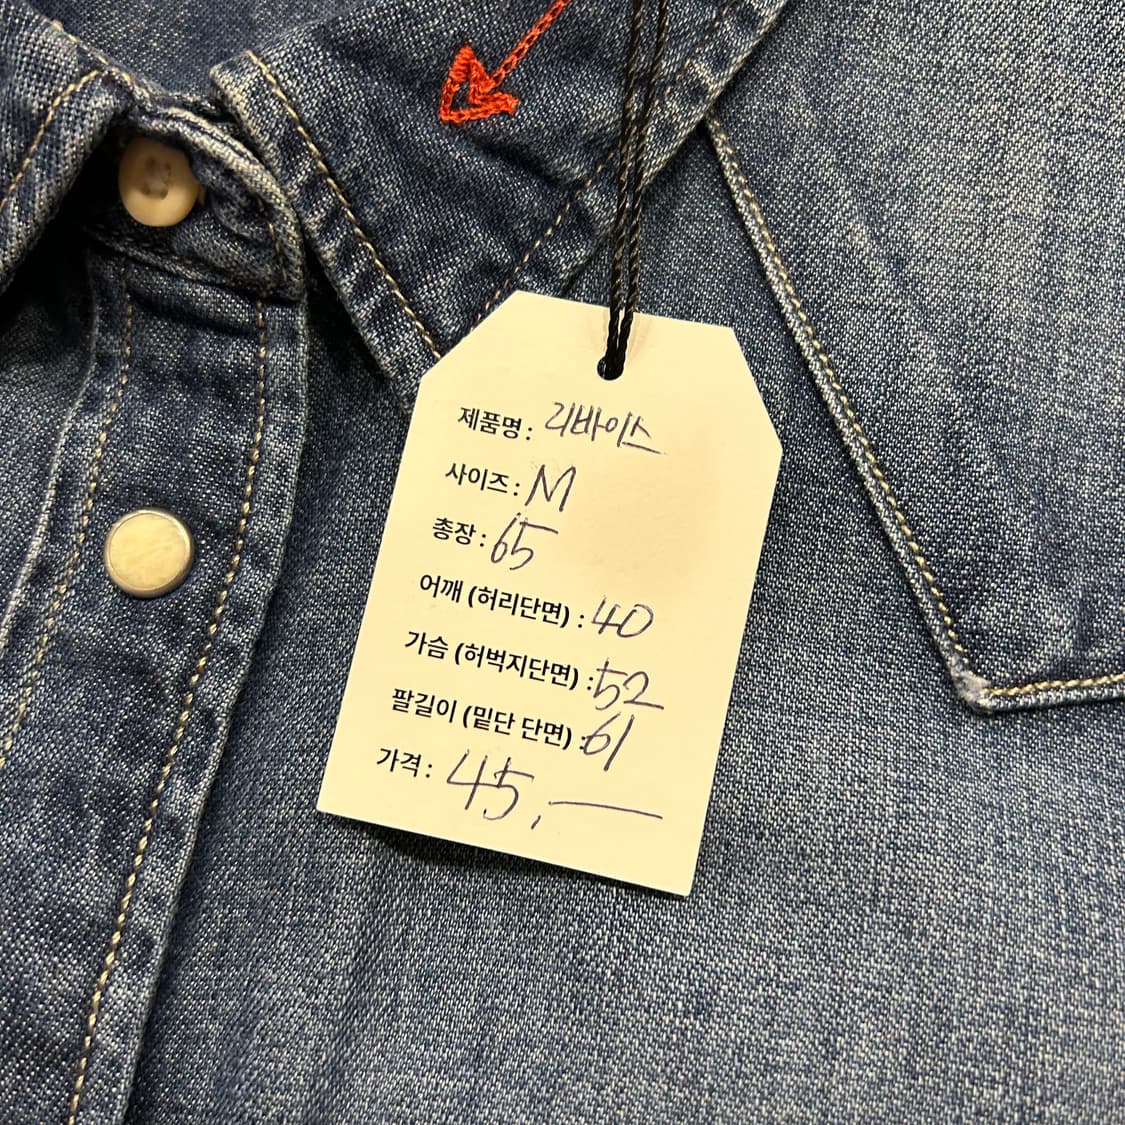 제품명: 리바이스
사이즈: M
총장: 65
어깨 (허리단면) : 40
가슴 (허벅지단면) : 52
팔길이 (밑단 단면) : 61
가격: 45,—